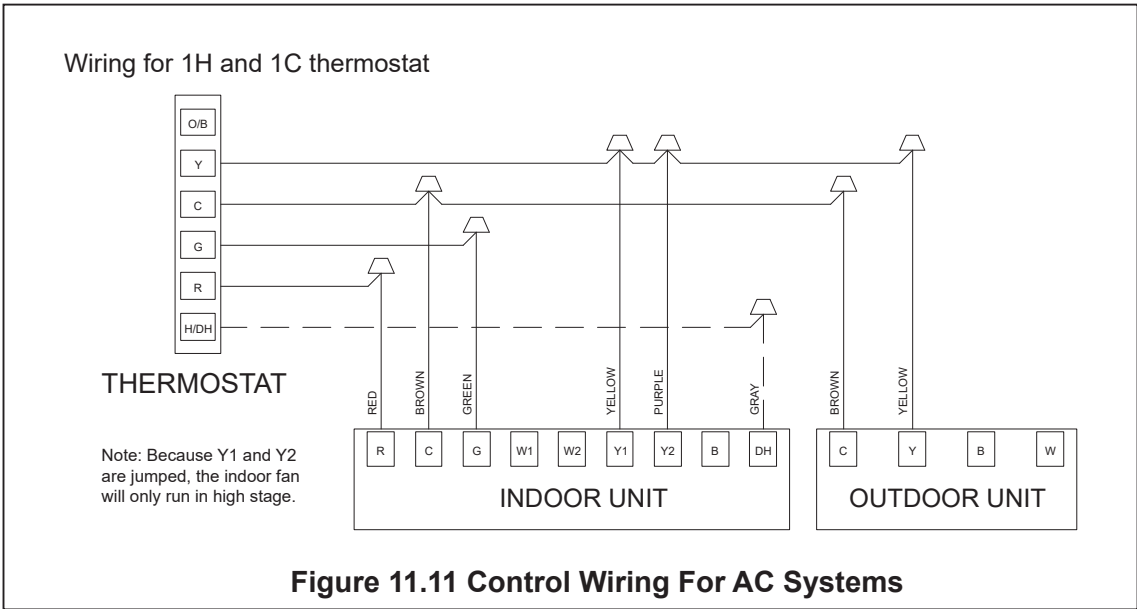 Wiring for 1H and 1C thermostat
O/B
Y
C
G
R
H/DH
THERMOSTAT
Note: Because Y1 and Y2
are jumped, the indoor fan
will only run in high stage.
RED
BROWN
GREEN
YELLOW
PURPLE
GRAY
BROWN
YELLOW
R C G W1 W2 Y1 Y2 B DH
C Y B W
INDOOR UNIT
OUTDOOR UNIT
Figure 11.11 Control Wiring For AC Systems